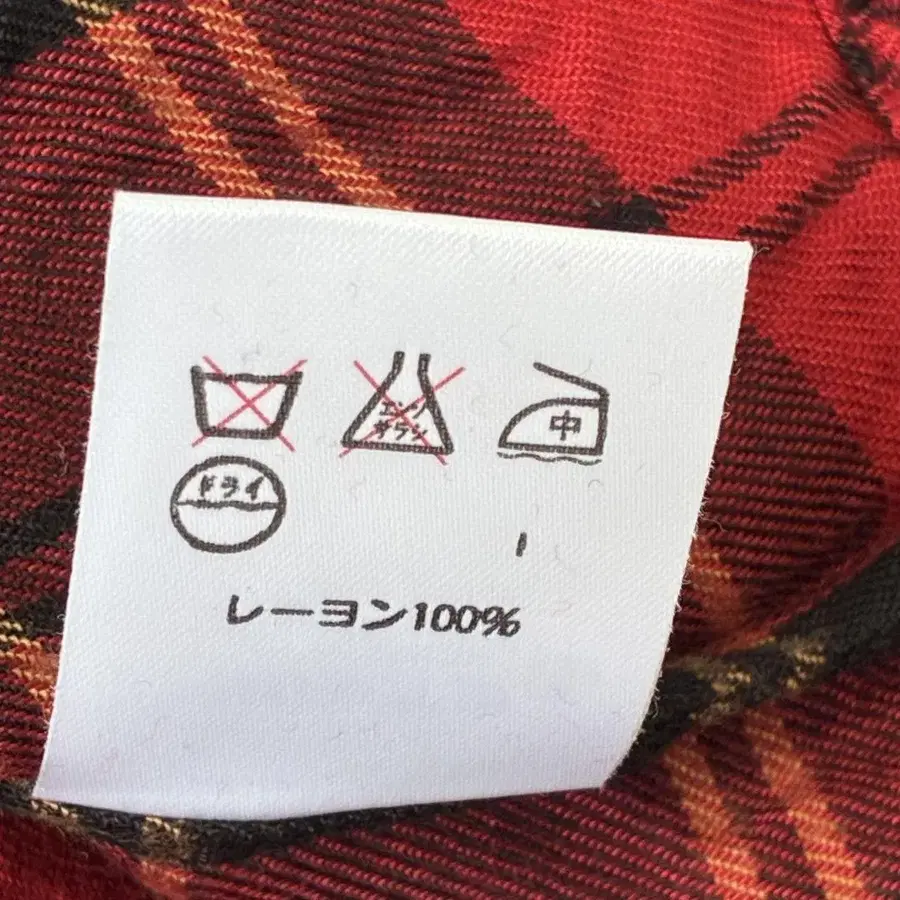 エンソ
サラシ
中
ドライ
レーヨン100%